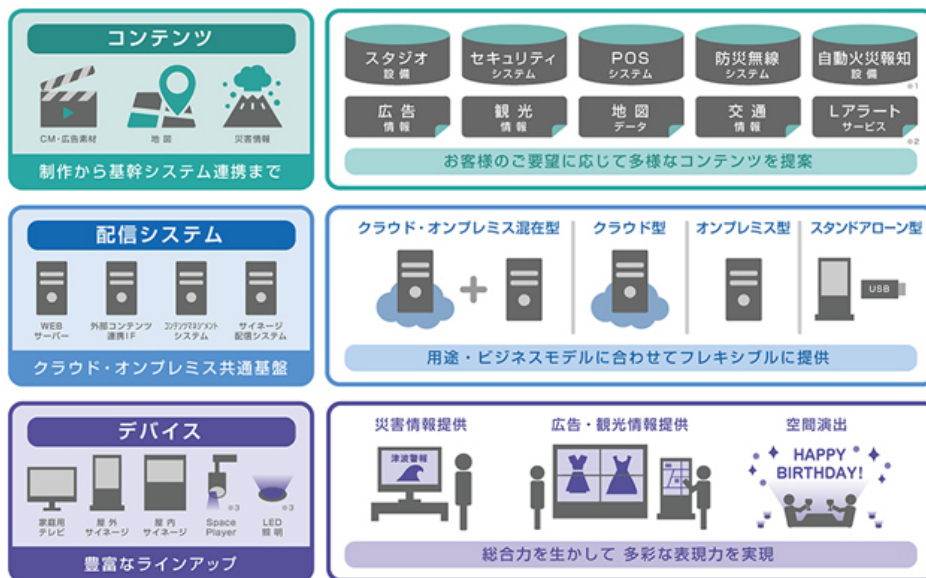 コンテンツ
CM・広告素材
地図
災害情報
制作から基幹システム連携まで
スタジオ
設備
セキュリティ
システム
POS
システム
防災無線
システム
自動火災報知
設備
※1
広告
情報
観光
情報
地図
データ
交通
情報
Lアラート
サービス
※2
お客様のご要望に応じて多様なコンテンツを提案
配信システム
WEB
サーバー
外部コンテンツ
連携IF
コンテンツマネジメント
システム
サイネージ
配信システム
クラウド・オンプレミス共通基盤
クラウド・オンプレミス混在型
クラウド型
オンプレミス型
スタンドアローン型
USB
用途・ビジネスモデルに合わせてフレキシブルに提供
デバイス
家庭用
テレビ
屋外
サイネージ
屋内
サイネージ
※3
Space
Player
※3
LED
照明
豊富なラインアップ
災害情報提供
津波警報
広告・観光情報提供
空間演出
HAPPY
BIRTHDAY!
総合力を生かして 多彩な表現力を実現